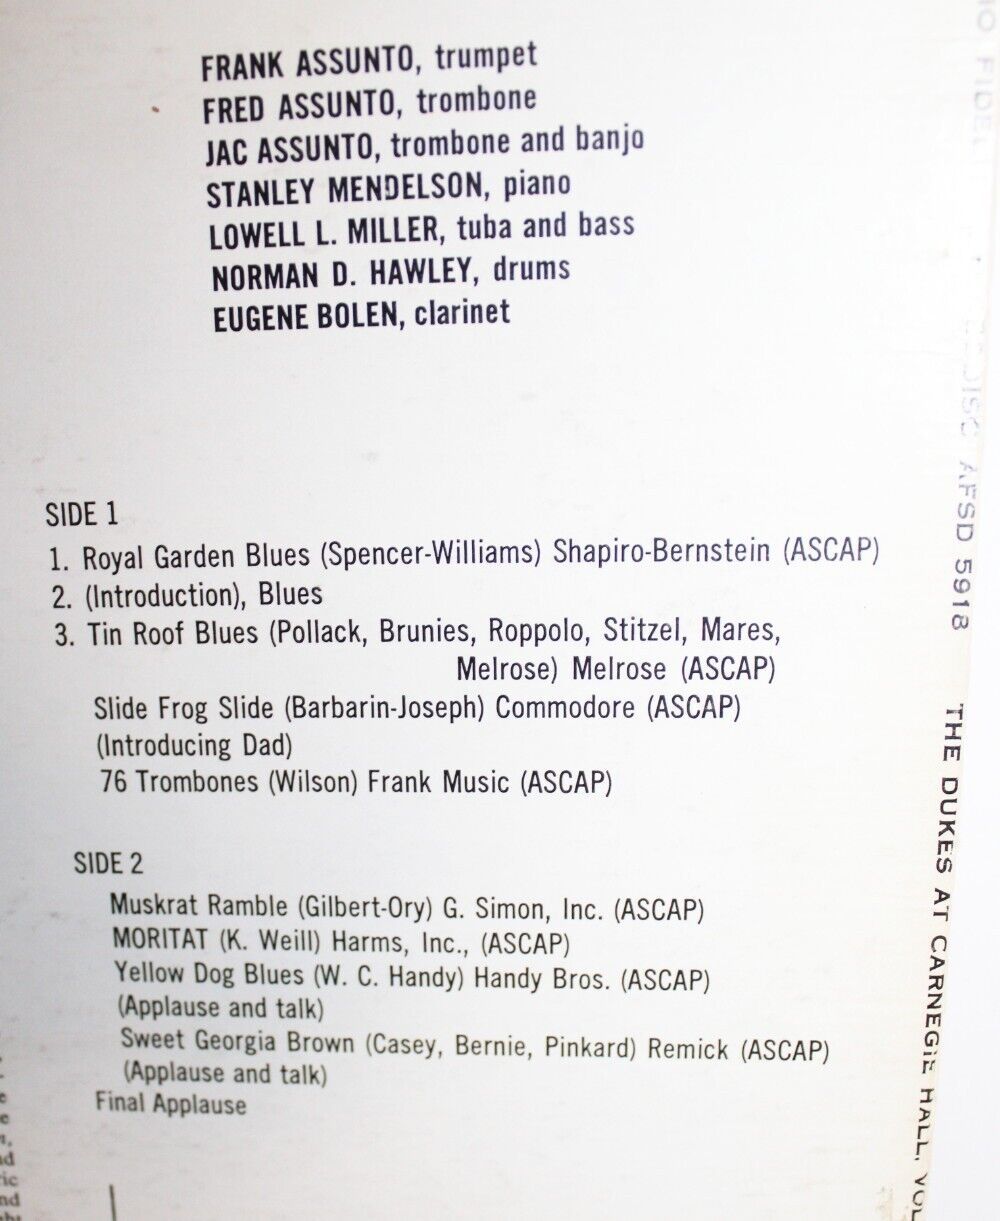 FRANK ASSUNTO, trumpet
FRED ASSUNTO, trombone
JAC ASSUNTO, trombone and banjo
STANLEY MENDELSON, piano
LOWELL L. MILLER, tuba and bass
NORMAN D. HAWLEY, drums
EUGENE BOLEN, clarinet
SIDE 1
1. Royal Garden Blues (Spencer-Williams) Shapiro-Bernstein (ASCAP)
2. (Introduction), Blues
3. Tin Roof Blues (Pollack, Brunies, Roppolo, Stitzel, Mares,
Melrose) Melrose (ASCAP)
Slide Frog Slide (Barbarin-Joseph) Commodore (ASCAP)
(Introducing Dad)
76 Trombones (Wilson) Frank Music (ASCAP)
SIDE 2
Muskrat Ramble (Gilbert-Ory) G. Simon, Inc. (ASCAP)
MORITAT (K. Weill) Harms, Inc., (ASCAP)
Yellow Dog Blues (W. C. Handy) Handy Bros. (ASCAP)
(Applause and talk)
Sweet Georgia Brown (Casey, Bernie, Pinkard) Remick (ASCAP)
(Applause and talk)
Final Applause
AFSD 5918 THE DUKES AT CARNEGIE HALL, VOL